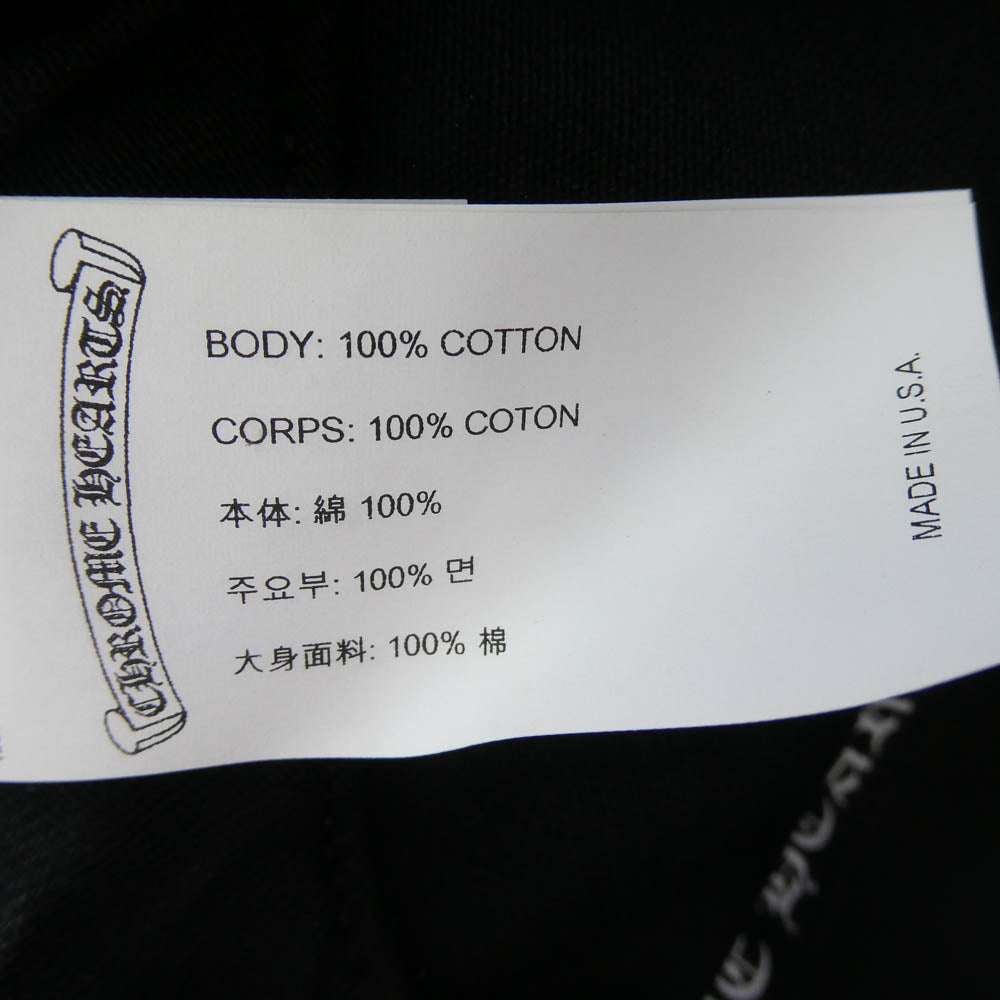 CHROME HEARTS
BODY: 100% COTTON
CORPS: 100% COTON
本体: 綿 100%
주요부: 100% 면
大身面料: 100% 棉
MADE IN U.S.A.